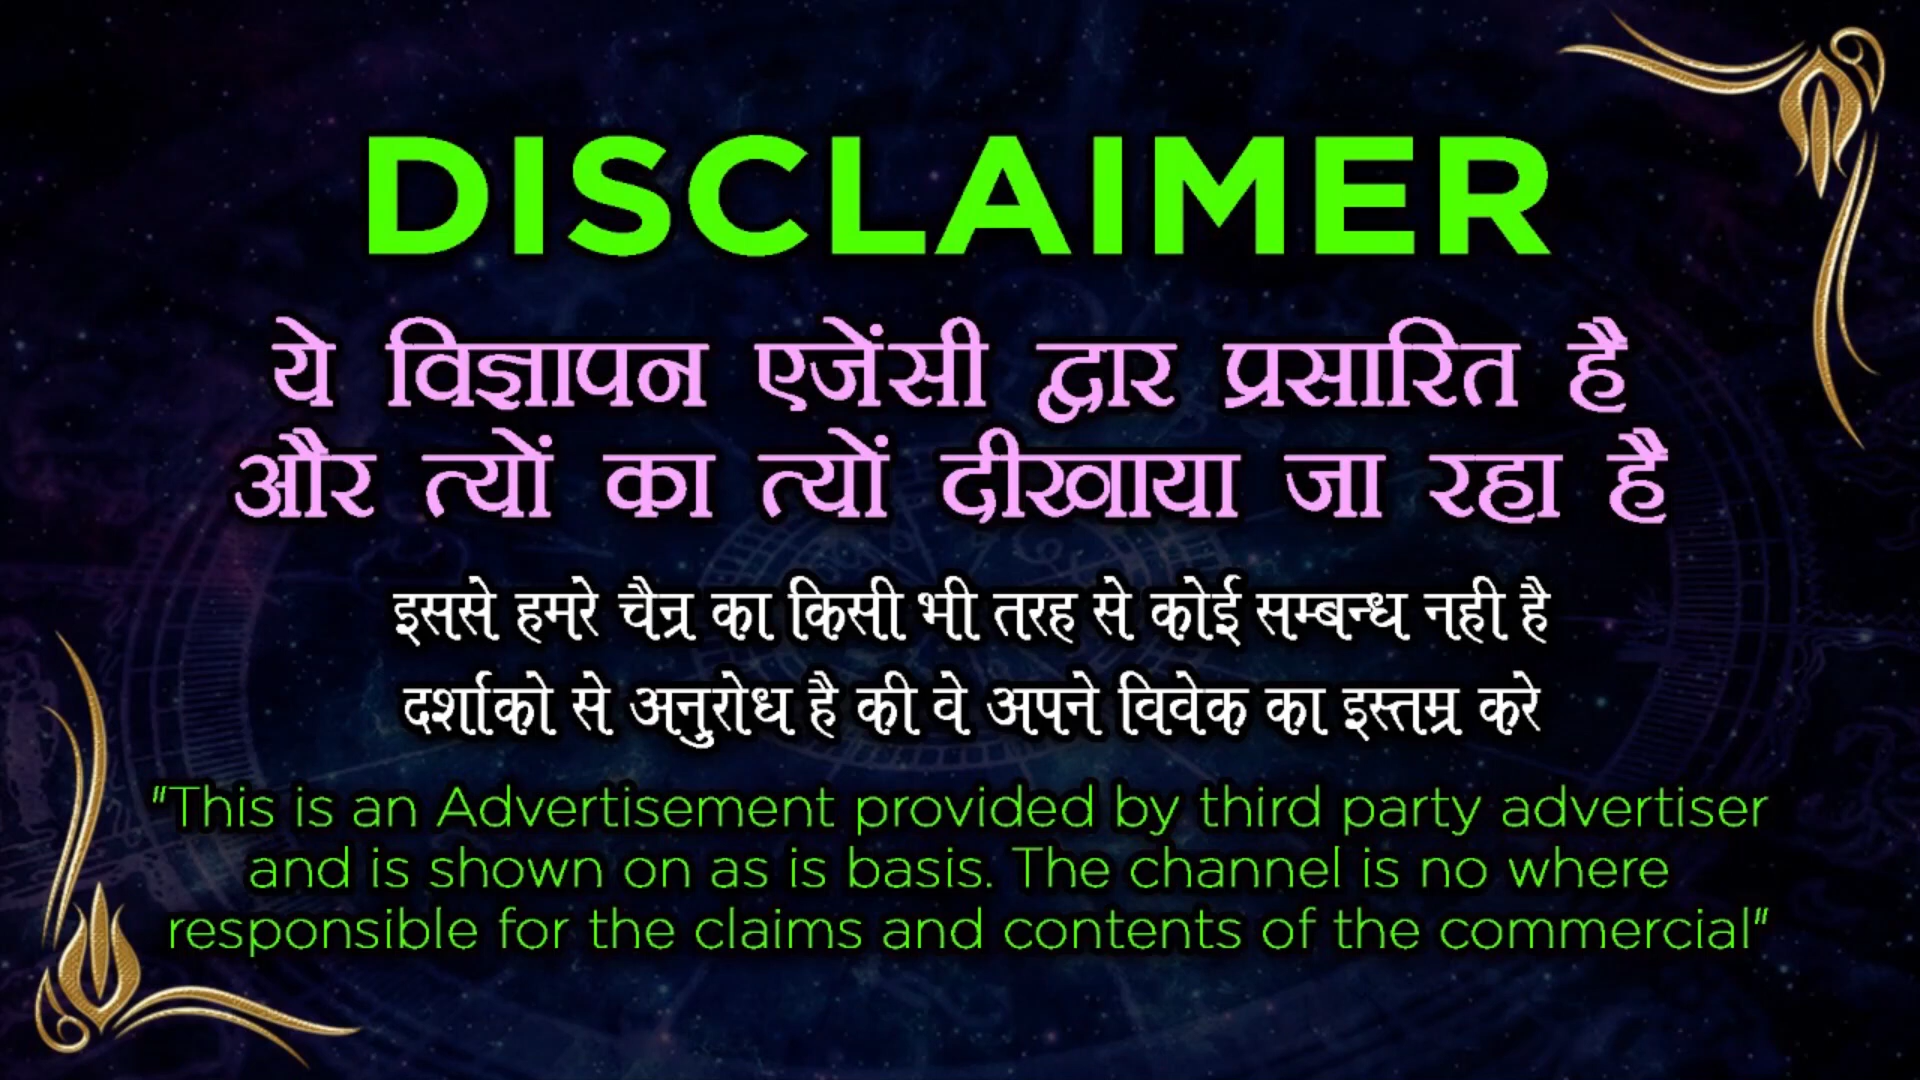 DISCLAIMER
ये विज्ञापन एजेंसी द्वार प्रसारित है
और त्यों का त्यों दीखाया जा रहा है
इससे हमरे चैन्र का किसी भी तरह से कोई सम्बन्ध नही है
दर्शाको से अनुरोध है की वे अपने विवेक का इस्तम्र करे
"This is an Advertisement provided by third party advertiser
and is shown on as is basis. The channel is no where
responsible for the claims and contents of the commercial"